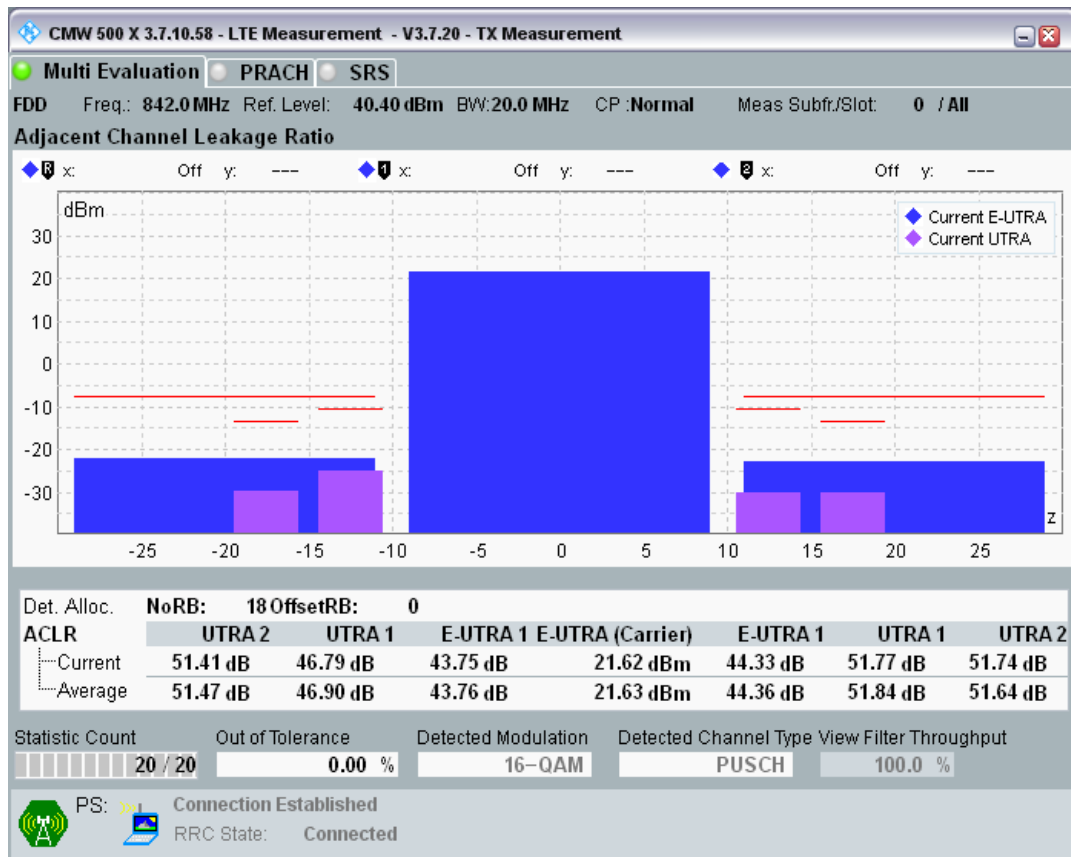 CMW 500 X 3.7.10.58 - LTE Measurement - V3.7.20 - TX Measurement
Multi Evaluation PRACH SRS
FDD Freq.: 842.0 MHz Ref. Level: 40.40 dBm BW:20.0 MHz CP :Normal Meas Subfr./Slot: 0 / All
Adjacent Channel Leakage Ratio
R x: Off y: --- 1 x: Off y: --- 2 x: Off y: ---
dBm
Current E-UTRA
Current UTRA
30
20
10
0
-10
-20
-30
z
-25 -20 -15 -10 -5 0 5 10 15 20 25
Det. Alloc. NoRB: 18 OffsetRB: 0
ACLR UTRA 2 UTRA 1 E-UTRA 1 E-UTRA (Carrier) E-UTRA 1 UTRA 1 UTRA 2
Current 51.41 dB 46.79 dB 43.75 dB 21.62 dBm 44.33 dB 51.77 dB 51.74 dB
Average 51.47 dB 46.90 dB 43.76 dB 21.63 dBm 44.36 dB 51.84 dB 51.64 dB
Statistic Count Out of Tolerance Detected Modulation Detected Channel Type View Filter Throughput
20 / 20 0.00 % 16-QAM PUSCH 100.0 %
PS: Connection Established
RRC State: Connected